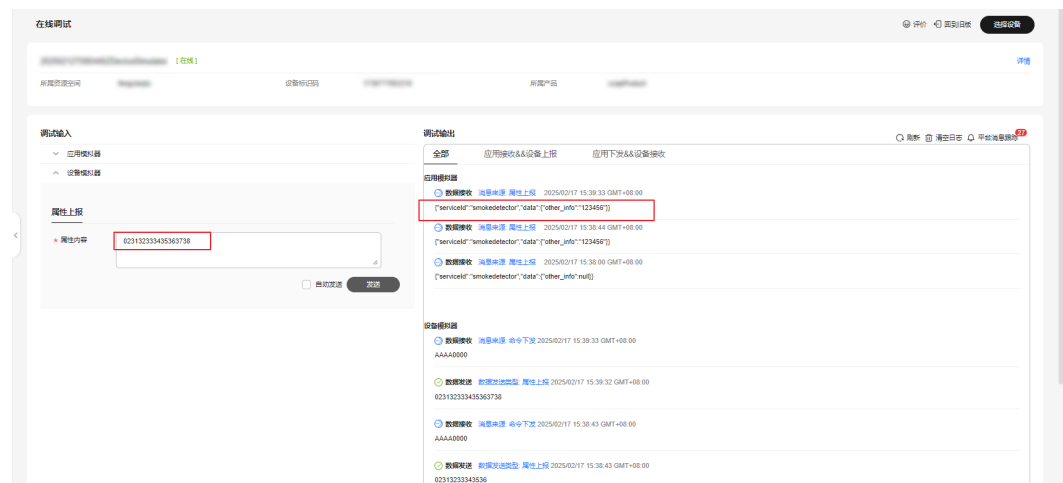 在线调试
评价 回到旧板 选择设备
[ 在线 ]
详情
所属资源空间 设备标识码 所属产品
调试输入
应用模拟器
设备模拟器
属性上报
* 属性内容 023132333435363738
自动发送 发送
调试输出
刷新 清空日志 平台消息跟踪 27
全部 应用接收&&设备上报 应用下发&&设备接收
应用模拟器
数据接收 消息来源: 属性上报 2025/02/17 15:39:33 GMT+08:00
{"serviceId":"smokedetector","data":{"other_info":"123456"}}
数据接收 消息来源: 属性上报 2025/02/17 15:38:44 GMT+08:00
{"serviceId":"smokedetector","data":{"other_info":"123456"}}
数据接收 消息来源: 属性上报 2025/02/17 15:38:00 GMT+08:00
{"serviceId":"smokedetector","data":{"other_info":null}}
设备模拟器
数据接收 消息来源: 命令下发 2025/02/17 15:39:33 GMT+08:00
AAAA0000
数据发送 数据发送类型: 属性上报 2025/02/17 15:39:32 GMT+08:00
023132333435363738
数据接收 消息来源: 命令下发 2025/02/17 15:38:43 GMT+08:00
AAAA0000
数据发送 数据发送类型: 属性上报 2025/02/17 15:38:43 GMT+08:00
02313233343536